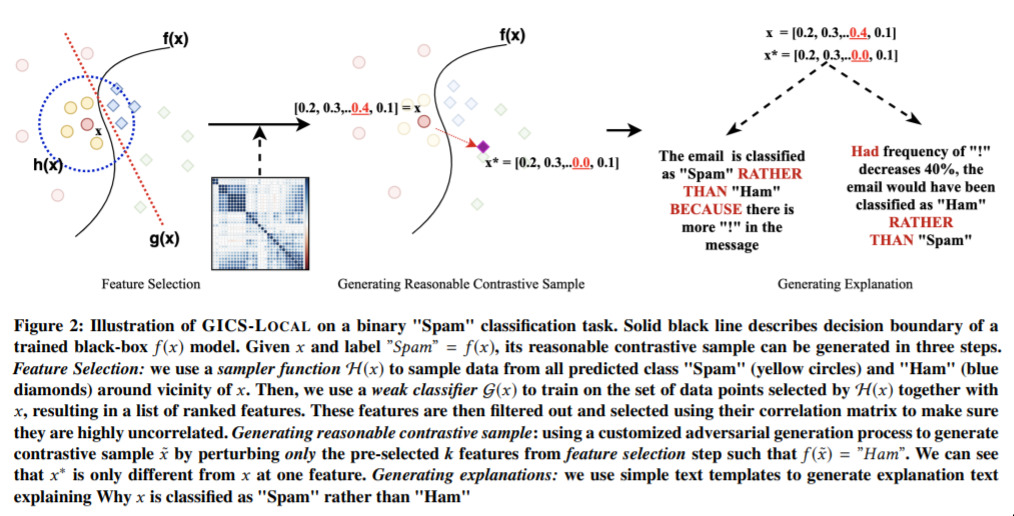 f(x)
x
h(x)
g(x)
Feature Selection
f(x)
[0.2, 0.3,..0.4, 0.1] = x
x* = [0.2, 0.3,..0.0, 0.1]
Generating Reasonable Contrastive Sample
x = [0.2, 0.3,..0.4, 0.1]
x* = [0.2, 0.3,..0.0, 0.1]
The email is classified
as "Spam" RATHER
THAN "Ham"
BECAUSE there is
more "!" in the
message
Had frequency of "!"
decreases 40%, the
email would have been
classified as "Ham"
RATHER
THAN "Spam"
Generating Explanation
Figure 2: Illustration of GICS-Local on a binary "Spam" classification task. Solid black line describes decision boundary of a
trained black-box f(x) model. Given x and label "Spam" = f(x), its reasonable contrastive sample can be generated in three steps.
Feature Selection: we use a sampler function H(x) to sample data from all predicted class "Spam" (yellow circles) and "Ham" (blue
diamonds) around vicinity of x. Then, we use a weak classifier G(x) to train on the set of data points selected by H(x) together with
x, resulting in a list of ranked features. These features are then filtered out and selected using their correlation matrix to make sure
they are highly uncorrelated. Generating reasonable contrastive sample: using a customized adversarial generation process to generate
contrastive sample x̃ by perturbing only the pre-selected k features from feature selection step such that f(x̃) = "Ham". We can see
that x* is only different from x at one feature. Generating explanations: we use simple text templates to generate explanation text
explaining Why x is classified as "Spam" rather than "Ham"